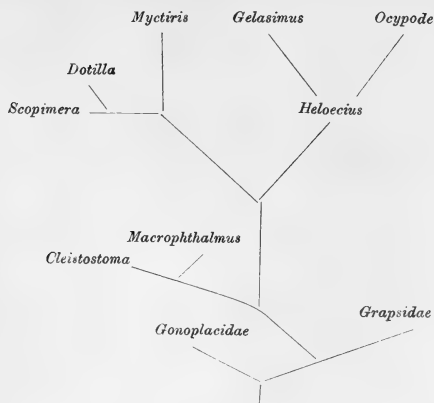 Myctiris Gelasimus Ocypode
Dotilla
Scopimera Heloecius
Macrophthalmus
Cleistostoma
Grapsidae
Gonoplacidae